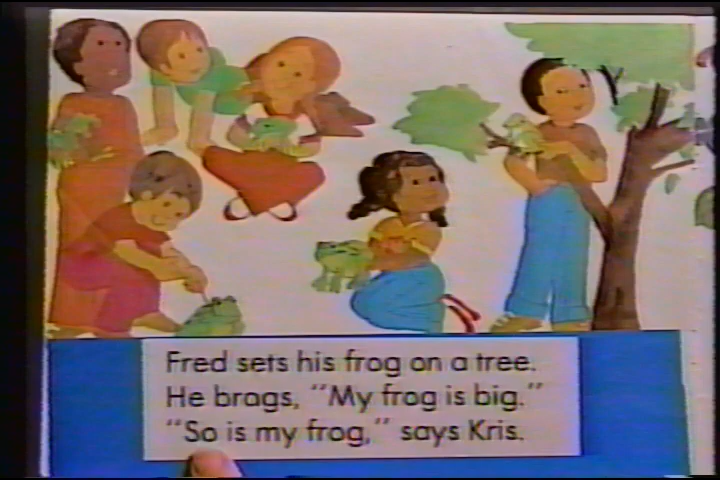 Fred sets his frog on a tree.
He brags, "My frog is big."
"So is my frog," says Kris.